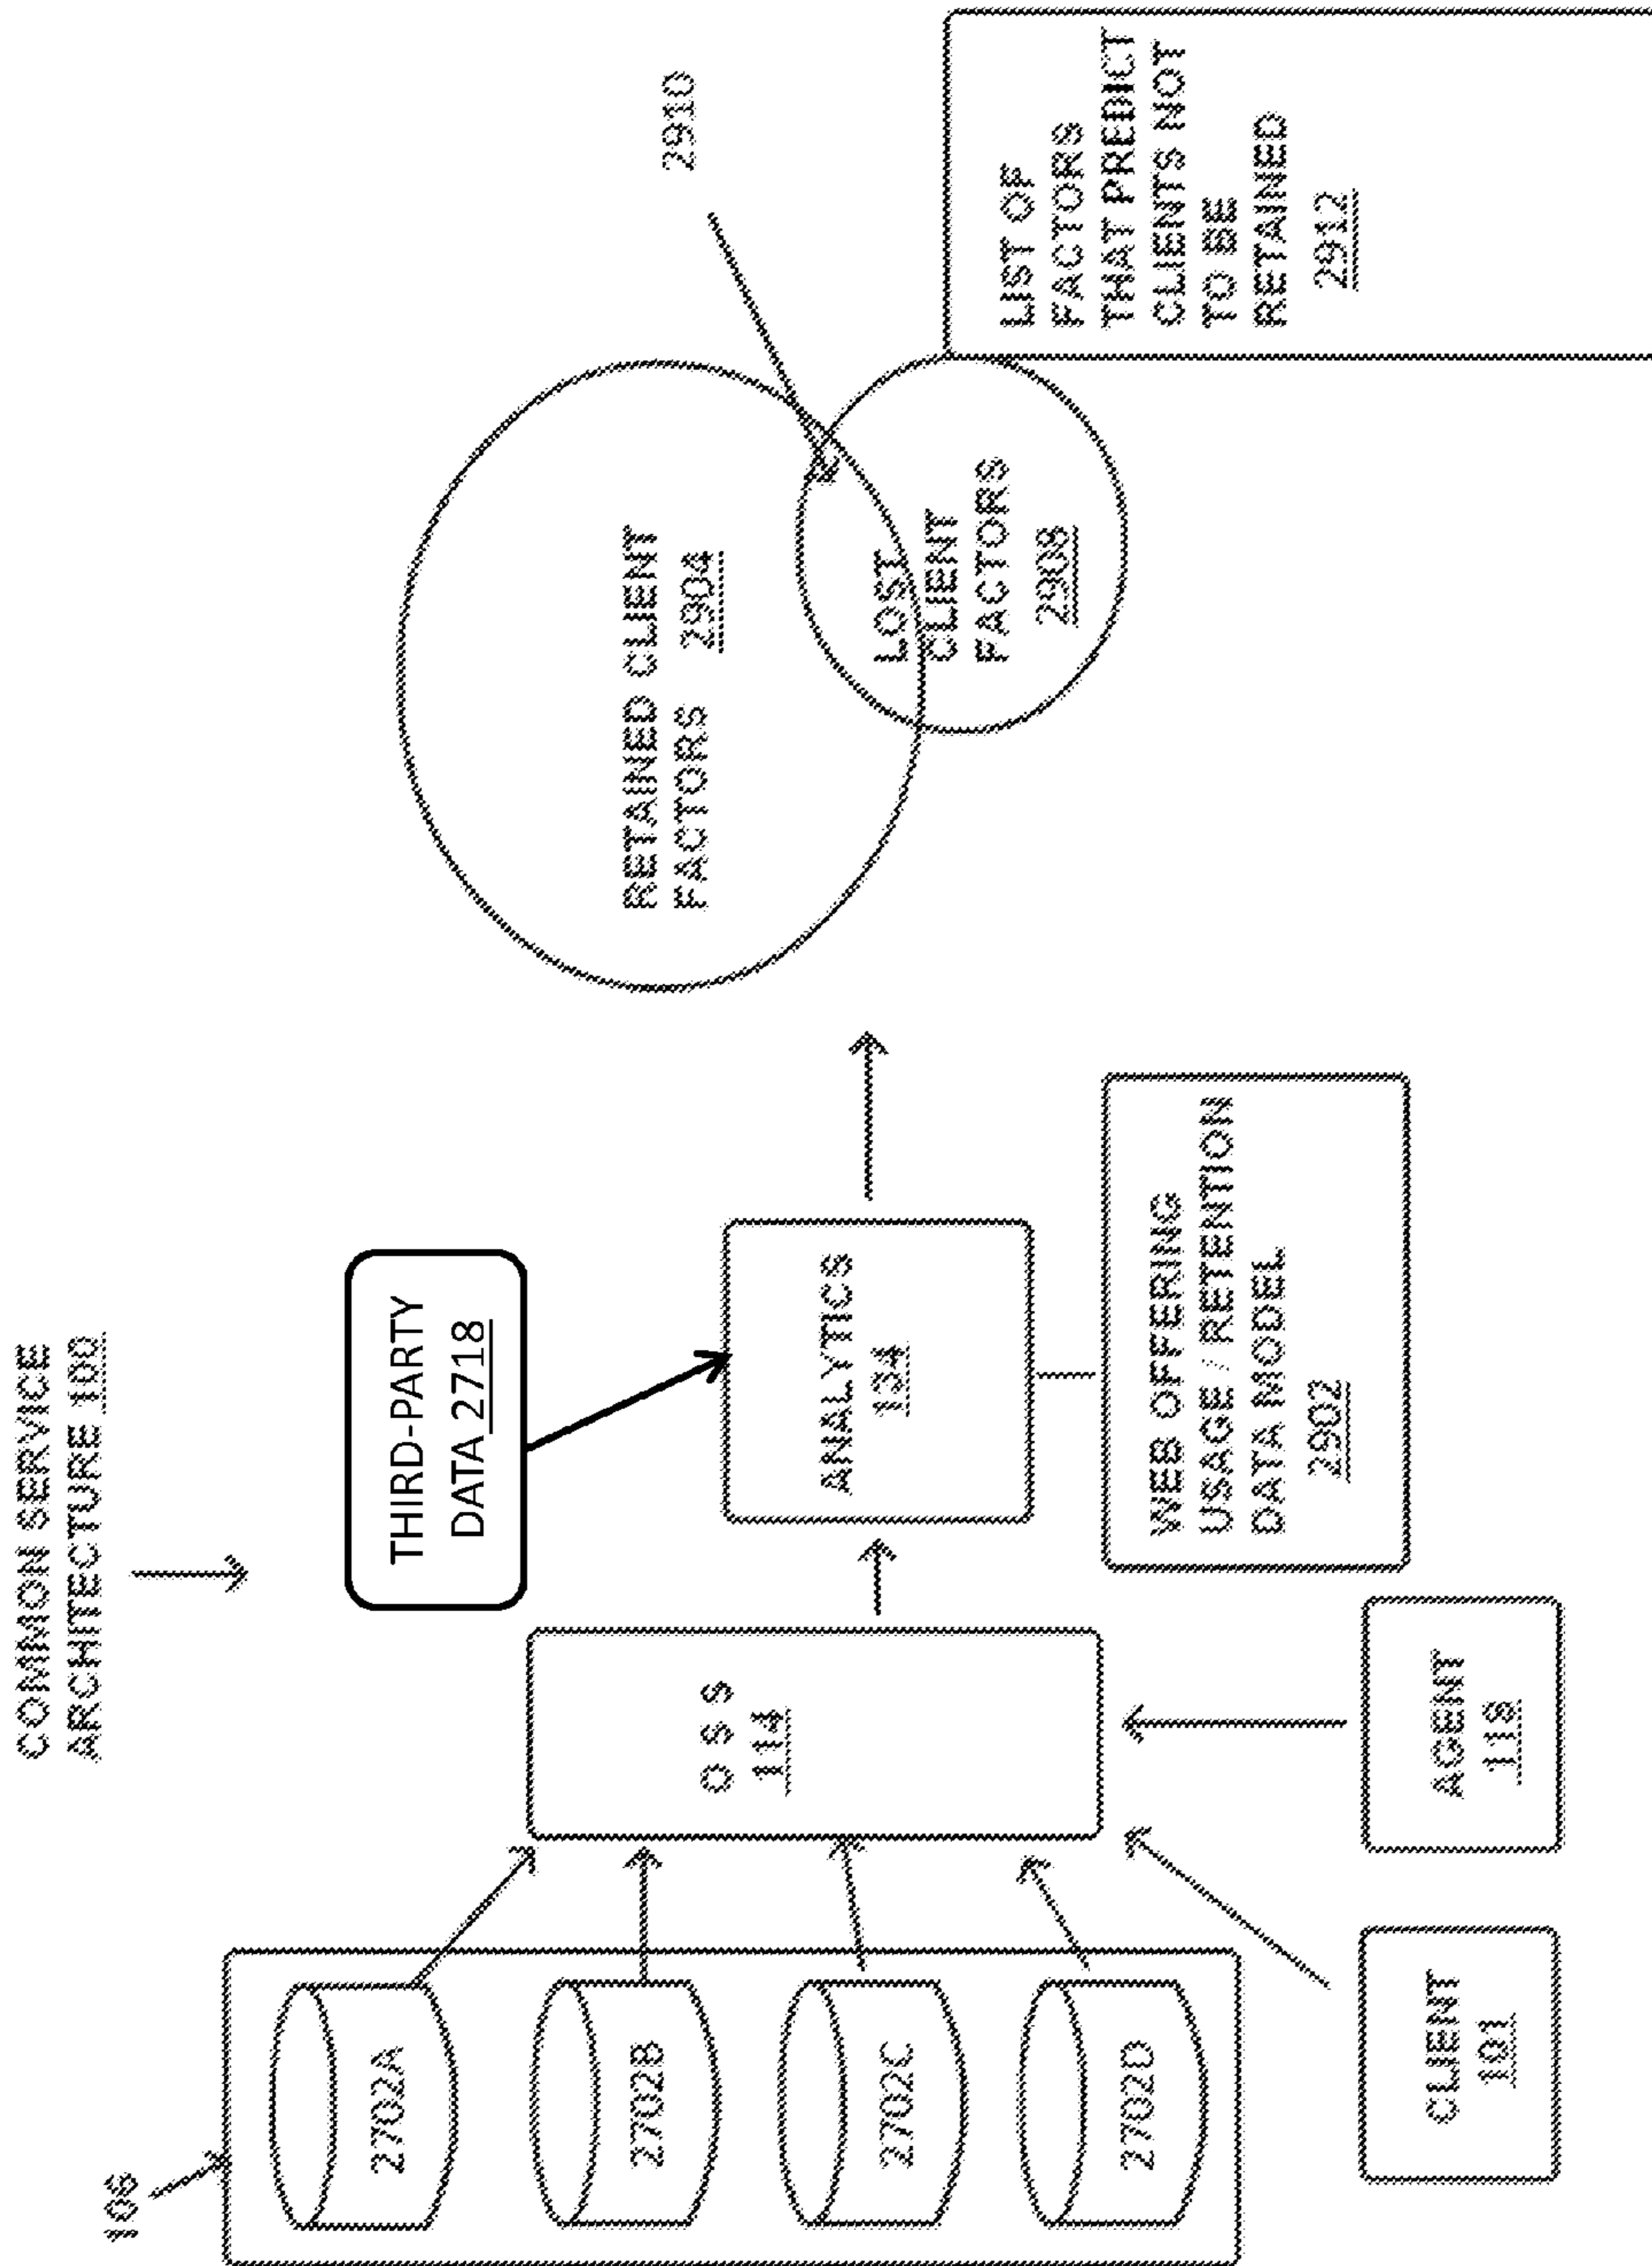 COMMON SERVICE
ARCHITECTURE 100
106
2702A
2702B
2702C
2702D
CLIENT
101
AGENT
118
O S S
114
THIRD-PARTY
DATA 2718
ANALYTICS
134
WEB OFFERING
USAGE / RETENTION
DATA MODEL
2902
RETAINED CLIENT
FACTORS 2904
LOST
CLIENT
FACTORS
2908
2910
LIST OF
FACTORS
THAT PREDICT
CLIENTS NOT
TO BE
RETAINED
2912